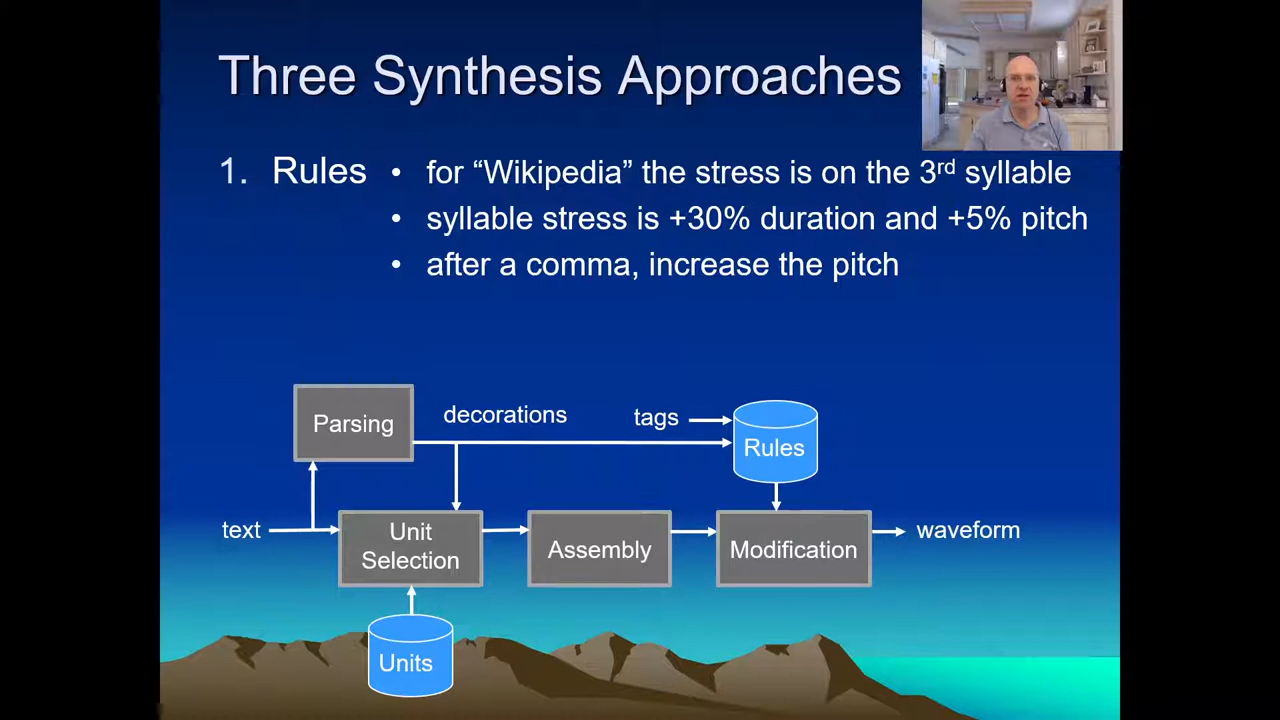 Three Synthesis Approaches
1. Rules • for “Wikipedia” the stress is on the 3rd syllable
• syllable stress is +30% duration and +5% pitch
• after a comma, increase the pitch
Parsing
decorations
tags
Rules
text
Unit
Selection
Assembly
Modification
waveform
Units